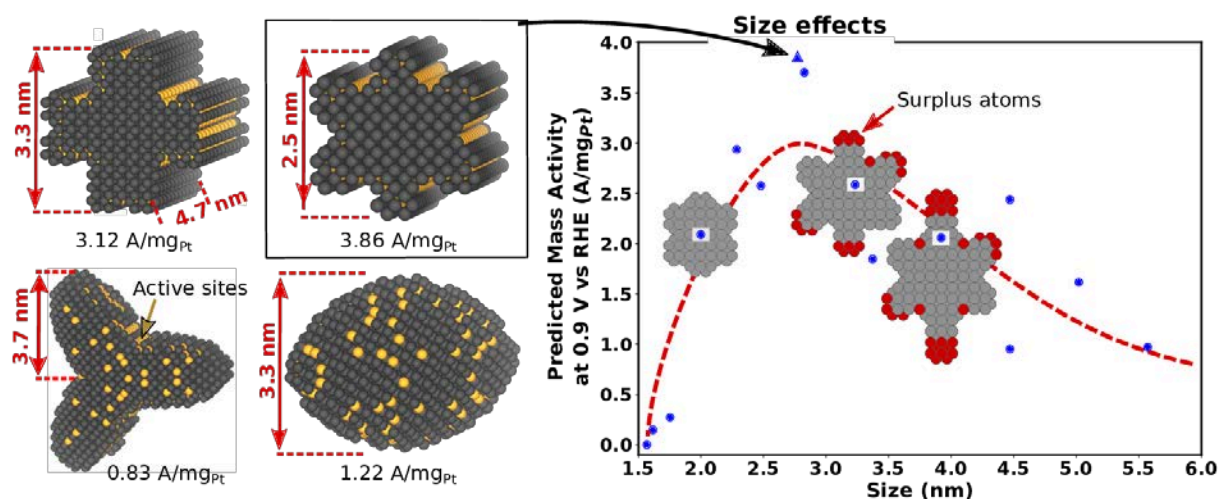 3.3 nm
4.7 nm
3.12 A/mgPt
2.5 nm
3.86 A/mgPt
3.7 nm
Active sites
0.83 A/mgPt
3.3 nm
1.22 A/mgPt
Size effects
Surplus atoms
Predicted Mass Activity
at 0.9 V vs RHE (A/mgPt)
4.0
3.5
3.0
2.5
2.0
1.5
1.0
0.5
0.0
1.5 2.0 2.5 3.0 3.5 4.0 4.5 5.0 5.5 6.0
Size (nm)